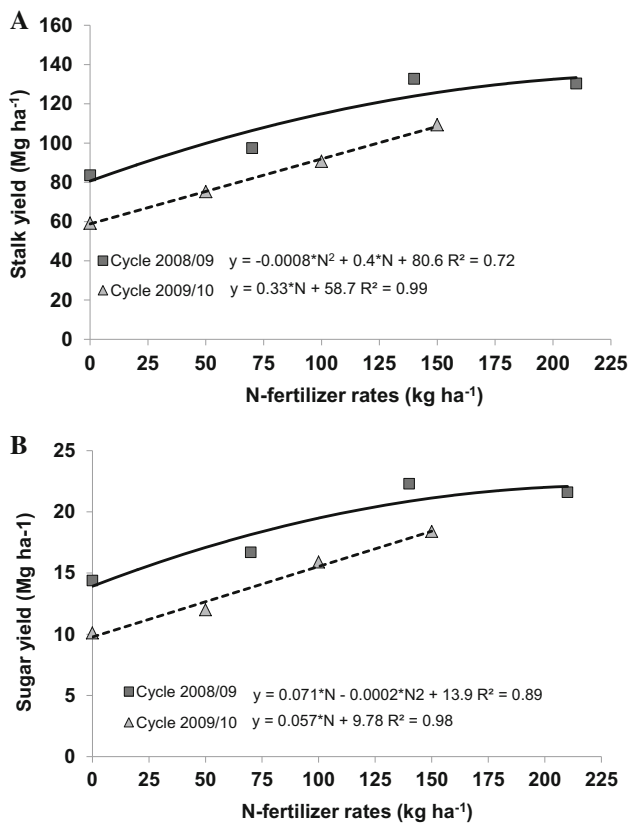 A
160
140
120
100
80
60
40
20
0
Stalk yield (Mg ha⁻¹)
Cycle 2008/09 y = -0.0008*N² + 0.4*N + 80.6 R² = 0.72
Cycle 2009/10 y = 0.33*N + 58.7 R² = 0.99
0 25 50 75 100 125 150 175 200 225
N-fertilizer rates (kg ha⁻¹)
B
25
20
15
10
5
0
Sugar yield (Mg ha-1)
Cycle 2008/09 y = 0.071*N - 0.0002*N2 + 13.9 R² = 0.89
Cycle 2009/10 y = 0.057*N + 9.78 R² = 0.98
0 25 50 75 100 125 150 175 200 225
N-fertilizer rates (kg ha⁻¹)